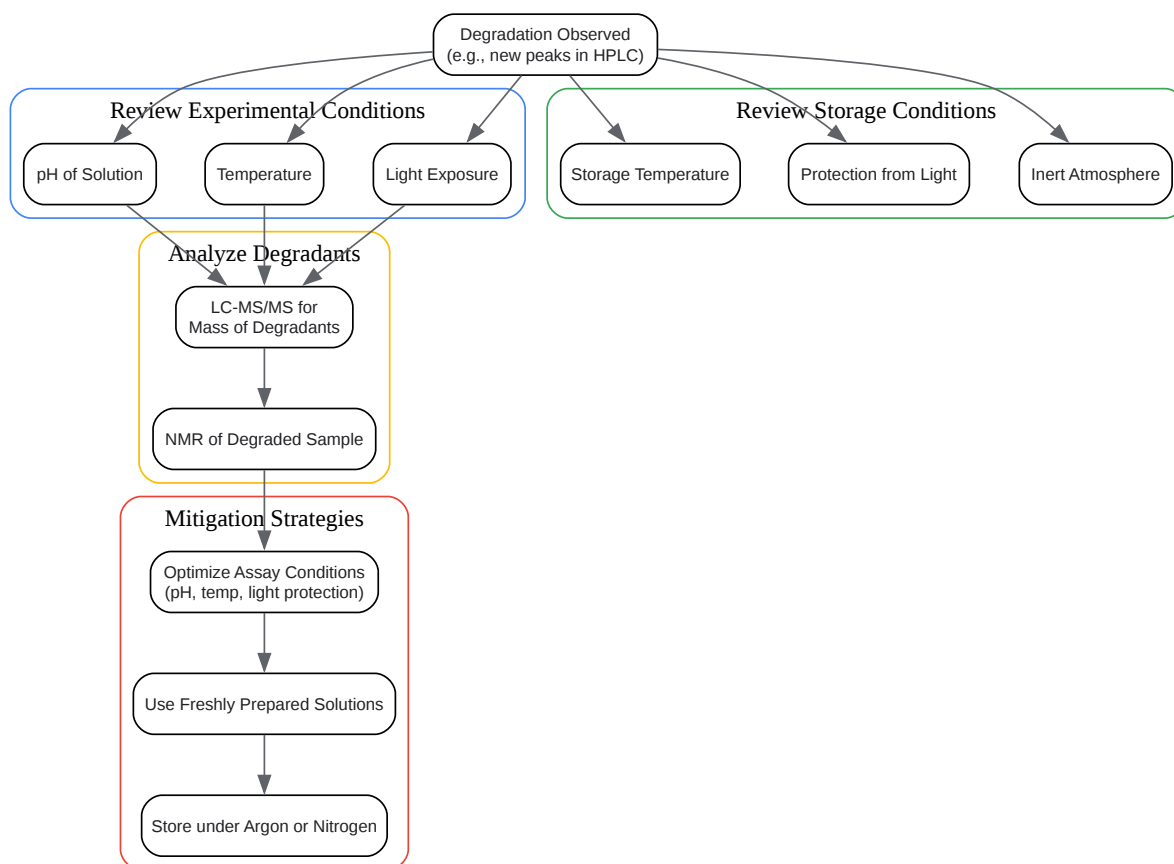 Degradation Observed
(e.g., new peaks in HPLC)
Review Experimental Conditions
Review Storage Conditions
pH of Solution
Temperature
Light Exposure
Storage Temperature
Protection from Light
Inert Atmosphere
Analyze Degradants
LC-MS/MS for
Mass of Degradants
NMR of Degraded Sample
Mitigation Strategies
Optimize Assay Conditions
(pH, temp, light protection)
Use Freshly Prepared Solutions
Store under Argon or Nitrogen